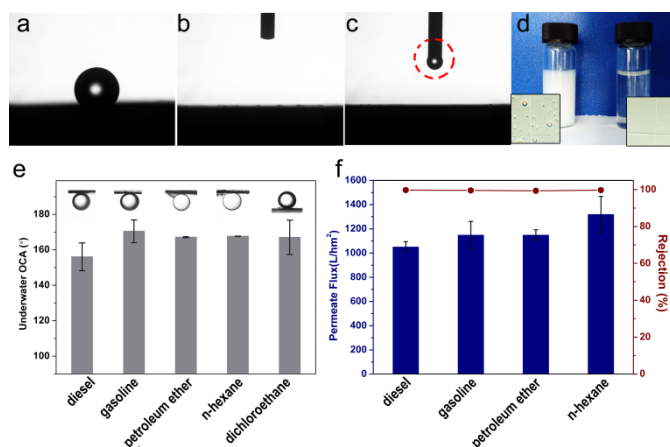 a
b
c
d
e
Underwater OCA (°)
180
160
140
120
100
diesel
gasoline
petroleum ether
n-hexane
dichloroethane
f
Permeate Flux(L/hm²)
1600
1400
1200
1000
800
600
400
200
0
100
80
60
40
20
0
Rejection (%)
diesel
gasoline
petroleum ether
n-hexane